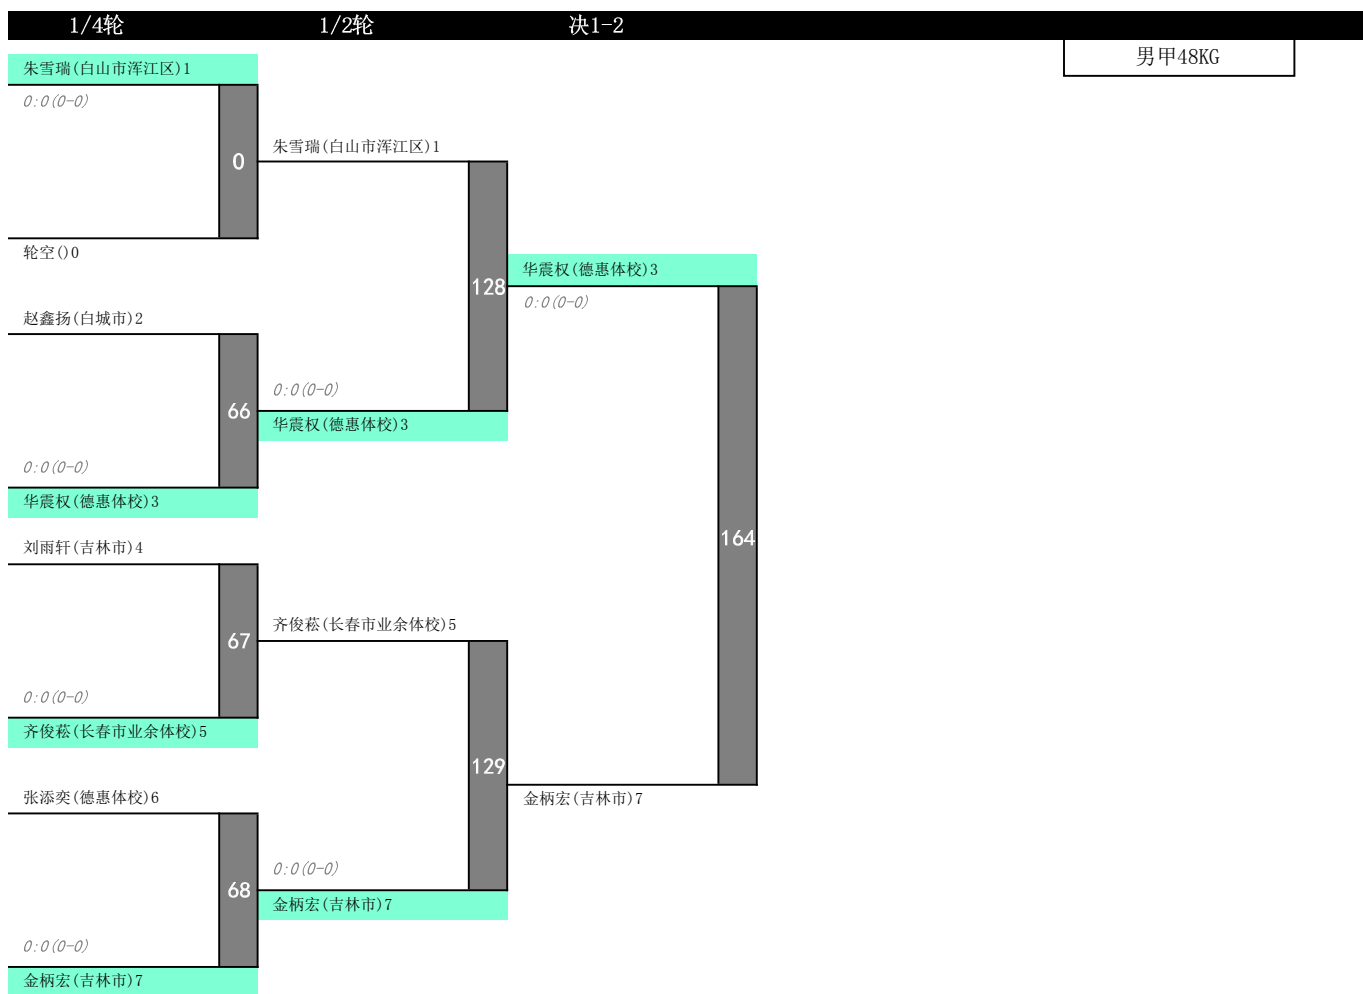 1/4轮 1/2轮 决1-2
男甲48KG
朱雪瑞(白山市浑江区)1
0:0(0-0)
0
轮空()0
赵鑫扬(白城市)2
66
0:0(0-0)
华震权(德惠体校)3
刘雨轩(吉林市)4
67
0:0(0-0)
齐俊菘(长春市业余体校)5
张添奕(德惠体校)6
68
0:0(0-0)
金柄宏(吉林市)7
朱雪瑞(白山市浑江区)1
128
0:0(0-0)
华震权(德惠体校)3
齐俊菘(长春市业余体校)5
129
0:0(0-0)
金柄宏(吉林市)7
华震权(德惠体校)3
0:0(0-0)
164
金柄宏(吉林市)7